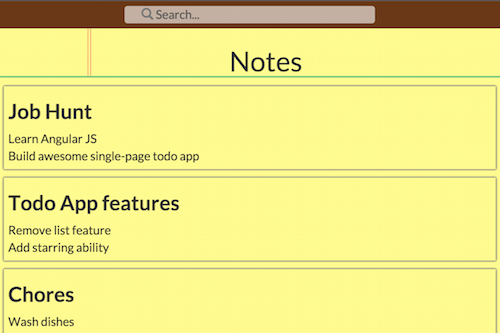 Search...
Notes
Job Hunt
Learn Angular JS
Build awesome single-page todo app
Todo App features
Remove list feature
Add starring ability
Chores
Wash dishes